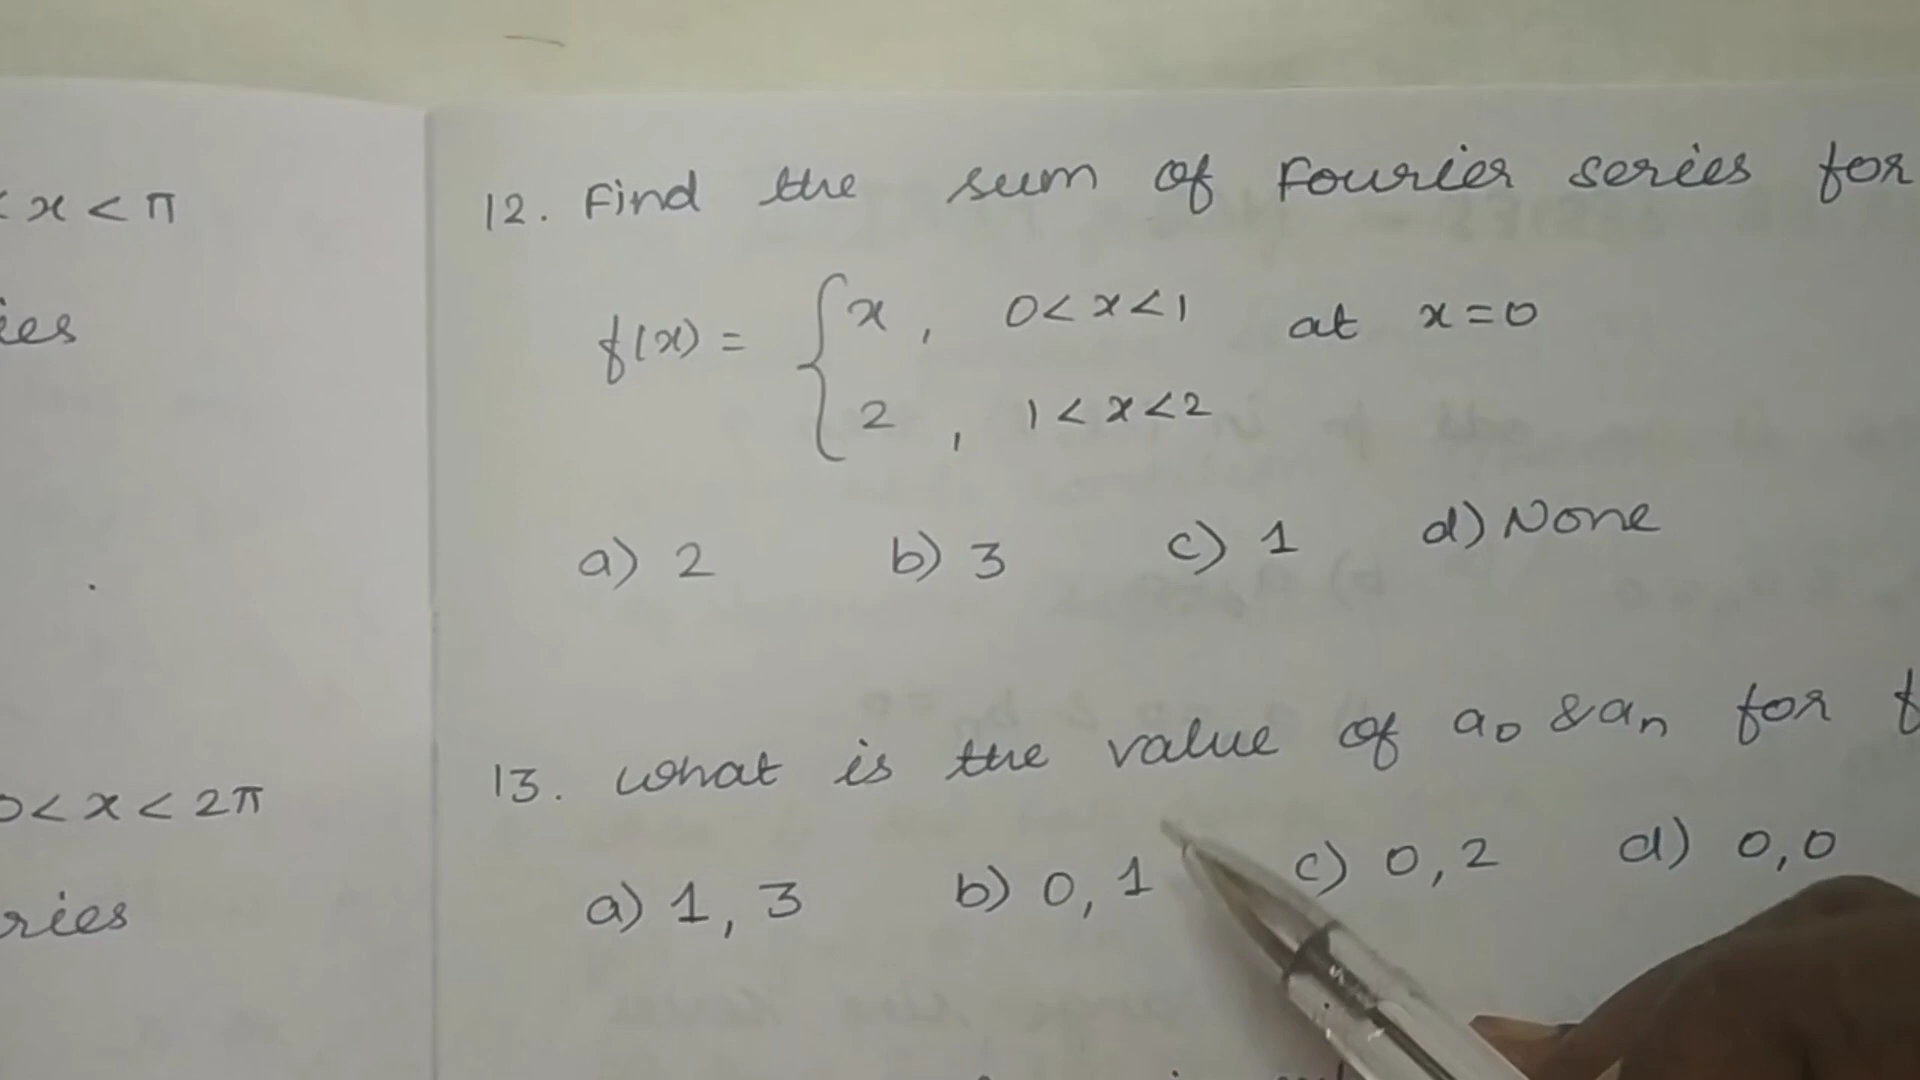 < x < π
ies
0 < x < 2π
ries
12. Find the sum of Fourier series for
f(x) = { x , 0 < x < 1 at x = 0
2 , 1 < x < 2
a) 2 b) 3 c) 1 d) None
13. What is the value of a₀ & aₙ for f
a) 1, 3 b) 0, 1 c) 0, 2 d) 0, 0